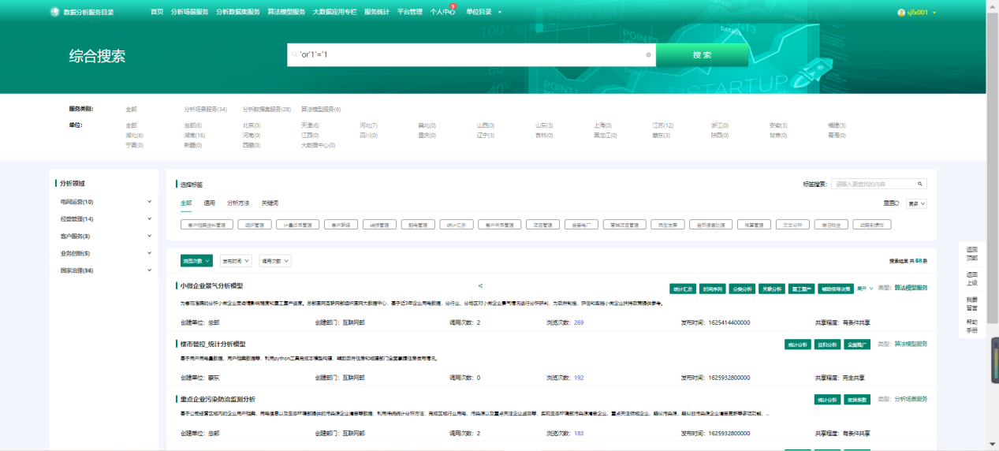 数据分析服务目录 首页 分析场景服务 分析数据集服务 算法模型服务 大数据应用专栏 服务统计 平台管理 个人中心 9 单位目录 sjfx001
综合搜索 'or'1'='1 搜索
服务类别: 全部 分析场景服务(34) 分析数据集服务(28) 算法模型服务(6)
单位: 全部 总部(6) 北京(0) 天津(6) 河北(7) 冀北(0) 山西(0) 山东(3) 上海(0) 江苏(12) 浙江(0) 安徽(3) 福建(3)
湖北(6) 湖南(16) 河南(0) 江西(0) 四川(0) 重庆(0) 辽宁(3) 吉林(0) 黑龙江(0) 蒙东(3) 陕西(0) 甘肃(0) 青海(0)
宁夏(0) 新疆(0) 西藏(0) 大数据中心(0)
分析领域
电网运营(10)
经营管理(14)
客户服务(3)
业务创新(5)
国家治理(36)
选择标签 标签搜索: 请输入要查找的内容
全部 通用 分析方法 关键词 重置 更多
客户档案资料管理 组织管理 计量体系管理 客户联络 线损管理 配电管理 统计汇总 客户关系管理 项目管理 自备电厂 营销项目管理 商业发展 自然语言处理 核算管理 文本分析 废旧物资 战略到绩效
浏览次数 发布时间 调用次数 搜索结果 共68条
小微企业景气分析模型 统计汇总 时间序列 分类分析 关联分析 复工复产 辅助领导决策 展开 类型: 算法模型服务
为看况准确的分析小微企业受疫情影响程度和复工复产进度，总部面向互联网部组织国网大数据中心，基于近3年企业用电数据，分行业、分地区对小微企业景气情况进行分析研判，为政府制定、评估和实施小微企业扶持政策提供参考。
创建单位: 总部 创建部门: 互联网部 调用次数: 2 浏览次数: 269 发布时间: 1625414400000 共享程度: 有条件共享
楼市管控_统计分析模型 统计分析 回归分析 全面推广 类型: 算法模型服务
基于用户用电量数据、用户档案数据等，利用python工具完成本模型构建，辅助政府住房和城建部门全面掌握住房使用情况。
创建单位: 蒙东 创建部门: 互联网部 调用次数: 0 浏览次数: 192 发布时间: 1625932800000 共享程度: 完全共享
重点企业污染防治监测分析 统计分析 变异系数 类型: 分析场景服务
创建单位: 总部 创建部门: 互联网部 调用次数: 2 浏览次数: 183 发布时间: 1625932800000 共享程度: 有条件共享
返回
顶部
返回
上级
我要
留言
帮助
手册